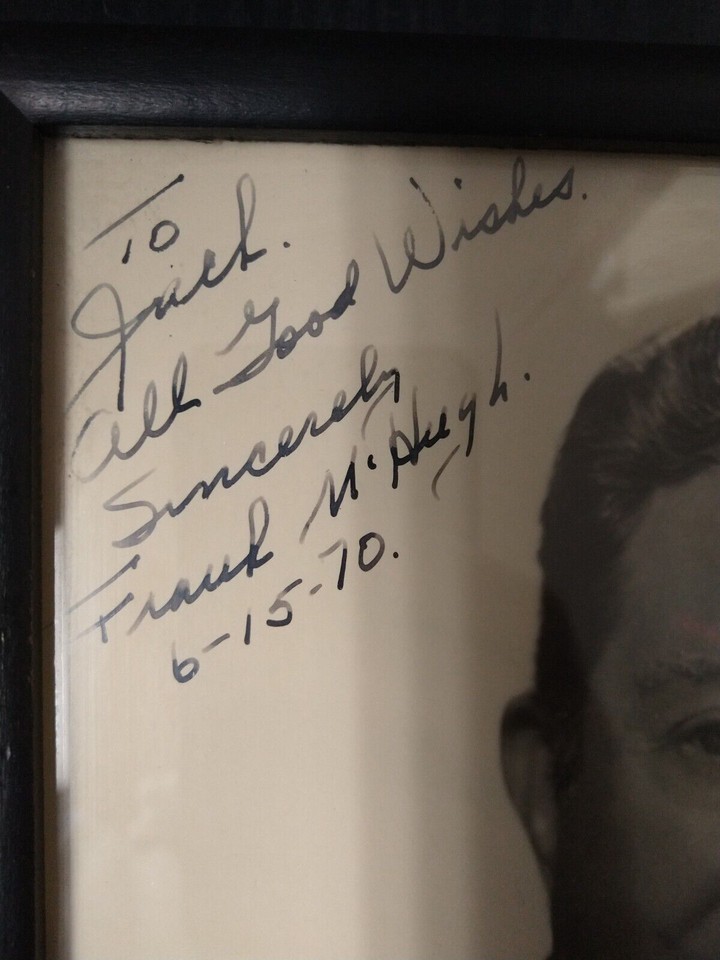 To
Jack.
All Good Wishes.
Sincerely
Frank McHugh.
6-15-70.